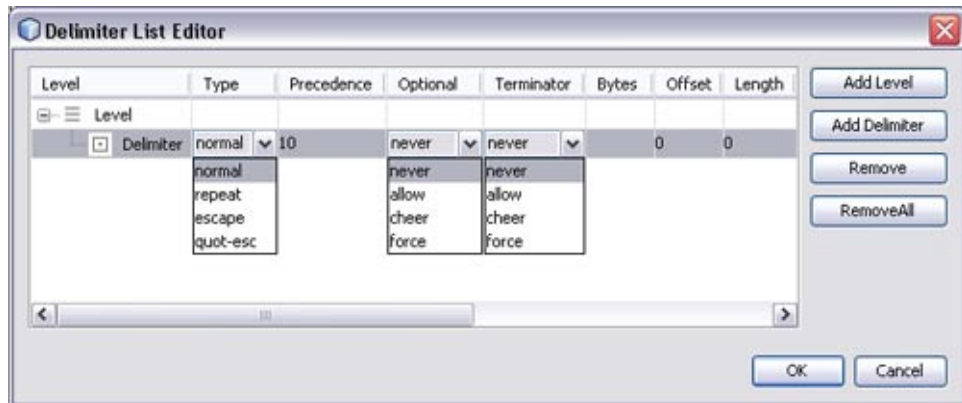 Delimiter List Editor
Level Type Precedence Optional Terminator Bytes Offset Length
Level
Delimiter normal 10 never never 0 0
normal never never
repeat allow allow
escape cheer cheer
quot-esc force force
Add Level
Add Delimiter
Remove
RemoveAll
OK Cancel